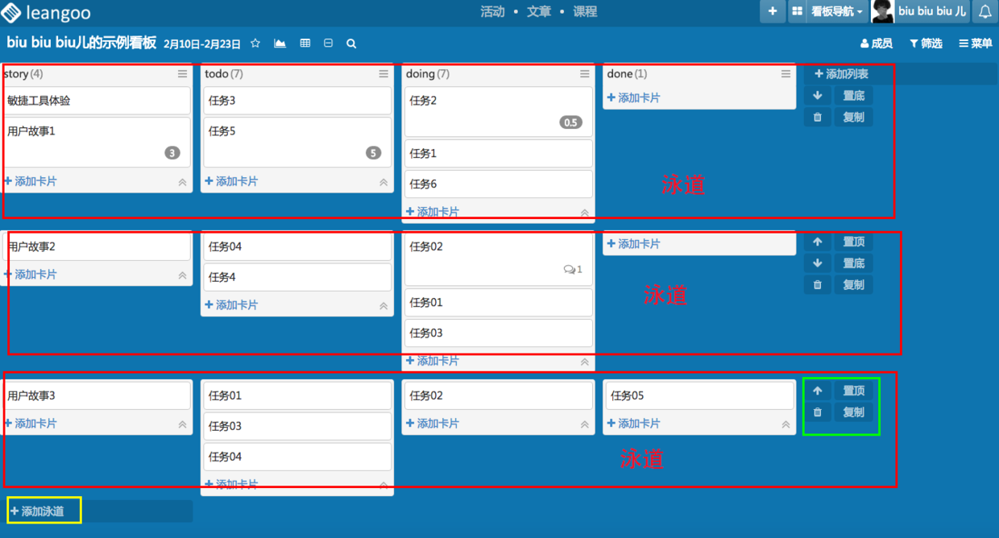 leangoo
活动 • 文章 • 课程
看板导航
biu biu biu 儿
biu biu biu儿的示例看板 2月10日-2月23日
成员 筛选 菜单
story(4)
敏捷工具体验
用户故事1
3
+ 添加卡片
todo(7)
任务3
任务5
5
+ 添加卡片
doing(7)
任务2
0.5
任务1
任务6
+ 添加卡片
done(1)
+ 添加卡片
+ 添加列表
置底
复制
泳道
用户故事2
+ 添加卡片
任务04
任务4
+ 添加卡片
任务02
1
任务01
任务03
+ 添加卡片
+ 添加卡片
置顶
置底
复制
泳道
用户故事3
+ 添加卡片
任务01
任务03
任务04
+ 添加卡片
任务02
+ 添加卡片
任务05
+ 添加卡片
置顶
复制
泳道
+ 添加泳道